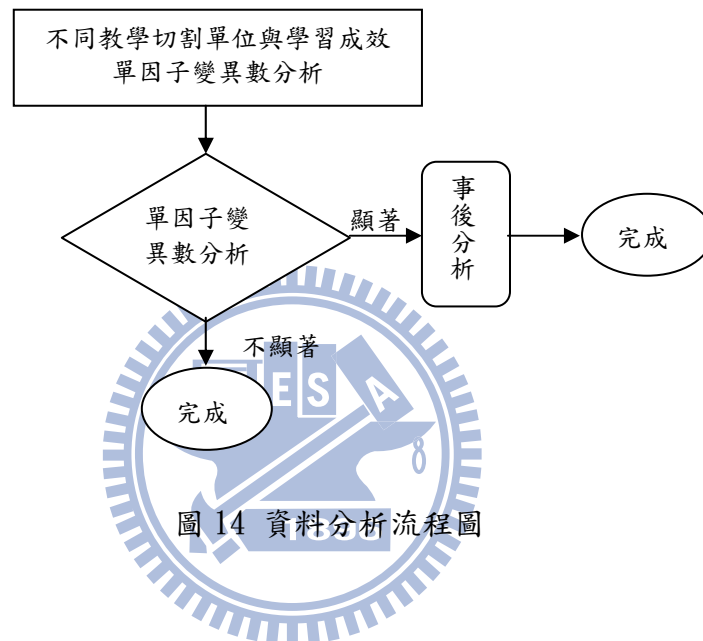 不同教學切割單位與學習成效
單因子變異數分析
單因子變
異數分析
顯著
事後分析
完成
不顯著
完成
ES
A
圖 14 資料分析流程圖